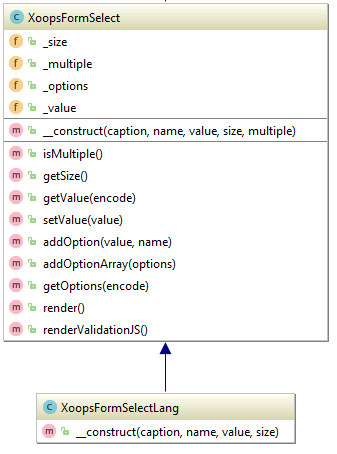 C XoopsFormSelect
f _size
f _multiple
f _options
f _value
m __construct(caption, name, value, size, multiple)
m isMultiple()
m getSize()
m getValue(encode)
m setValue(value)
m addOption(value, name)
m addOptionArray(options)
m getOptions(encode)
m render()
m renderValidationJS()
C XoopsFormSelectLang
m __construct(caption, name, value, size)